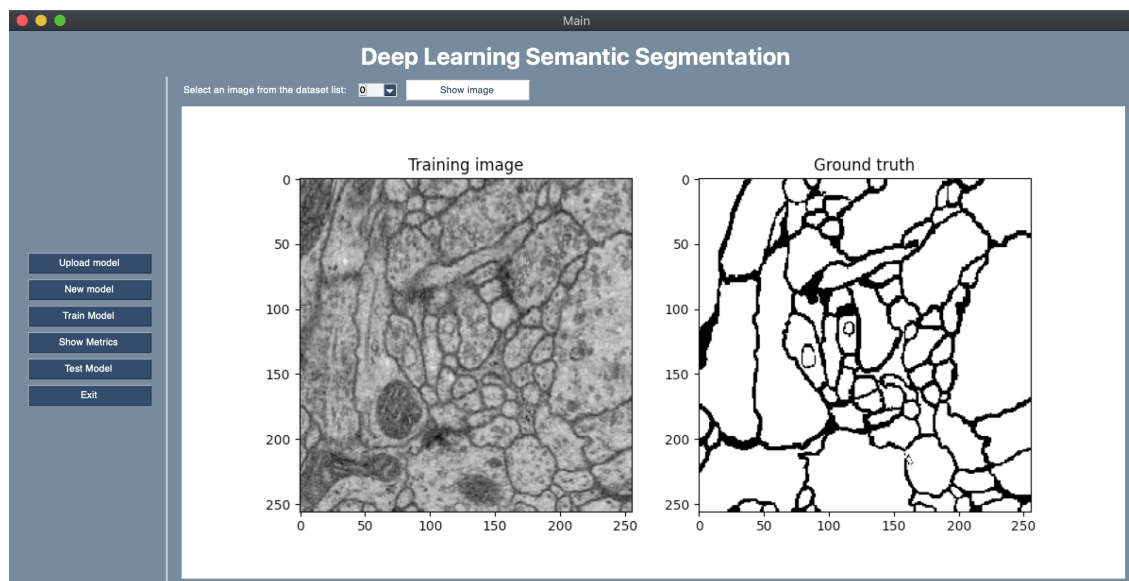 Main
Deep Learning Semantic Segmentation
Select an image from the dataset list: 0 Show image
Upload model
New model
Train Model
Show Metrics
Test Model
Exit
Training image
0
50
100
150
200
250
0 50 100 150 200 250
Ground truth
0
50
100
150
200
250
0 50 100 150 200 250